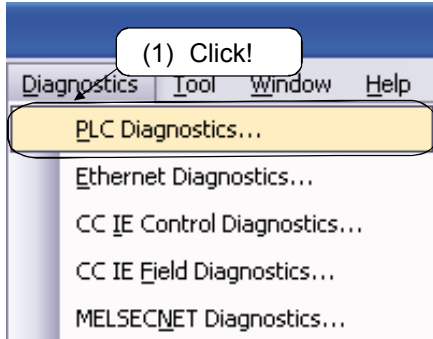 (1) Click!
Diagnostics Tool Window Help
PLC Diagnostics...
Ethernet Diagnostics...
CC IE Control Diagnostics...
CC IE Field Diagnostics...
MELSECNET Diagnostics...